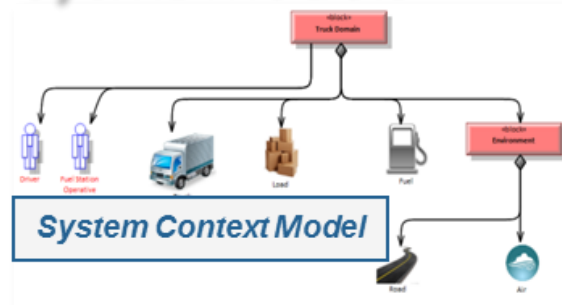 «block»
Truck Domain
Driver
Fuel Station
Operative
Load
Fuel
«block»
Environment
System Context Model
Road
Air